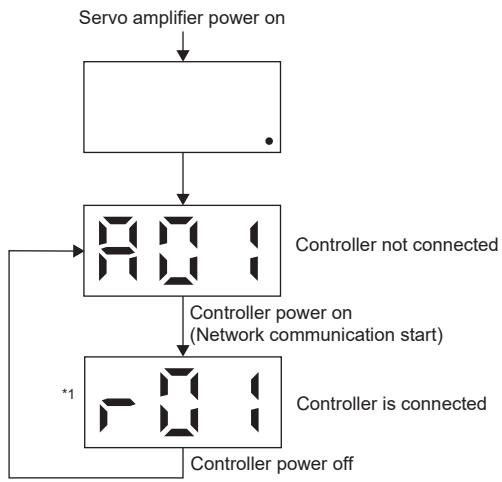 Servo amplifier power on
A01
Controller not connected
Controller power on
(Network communication start)
*1
r01
Controller is connected
Controller power off